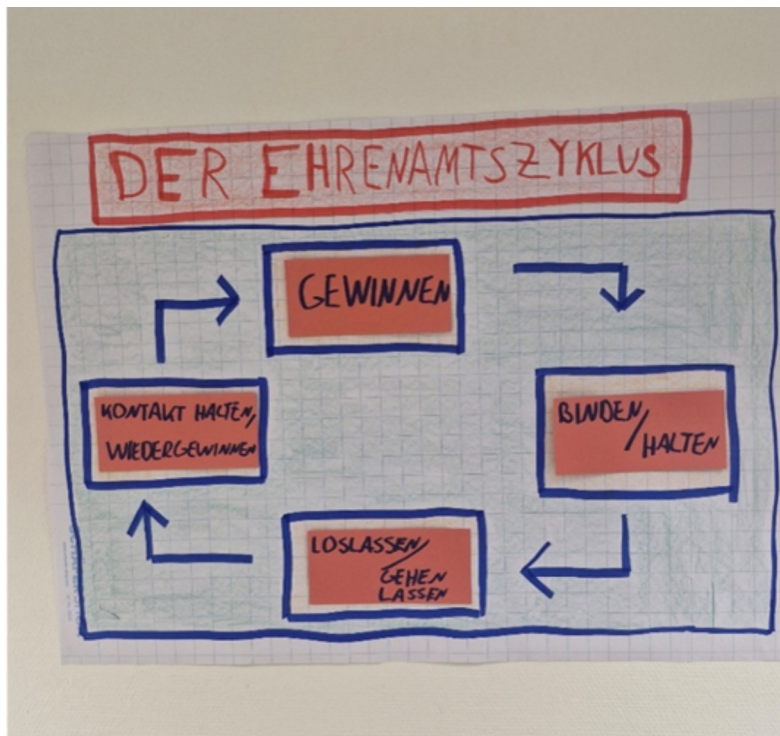 DER EHRENAMTSZYKLUS
GEWINNEN
BINDEN/
HALTEN
LOSLASSEN/
GEHEN
LASSEN
KONTAKT HALTEN,
WIEDERGEWINNEN